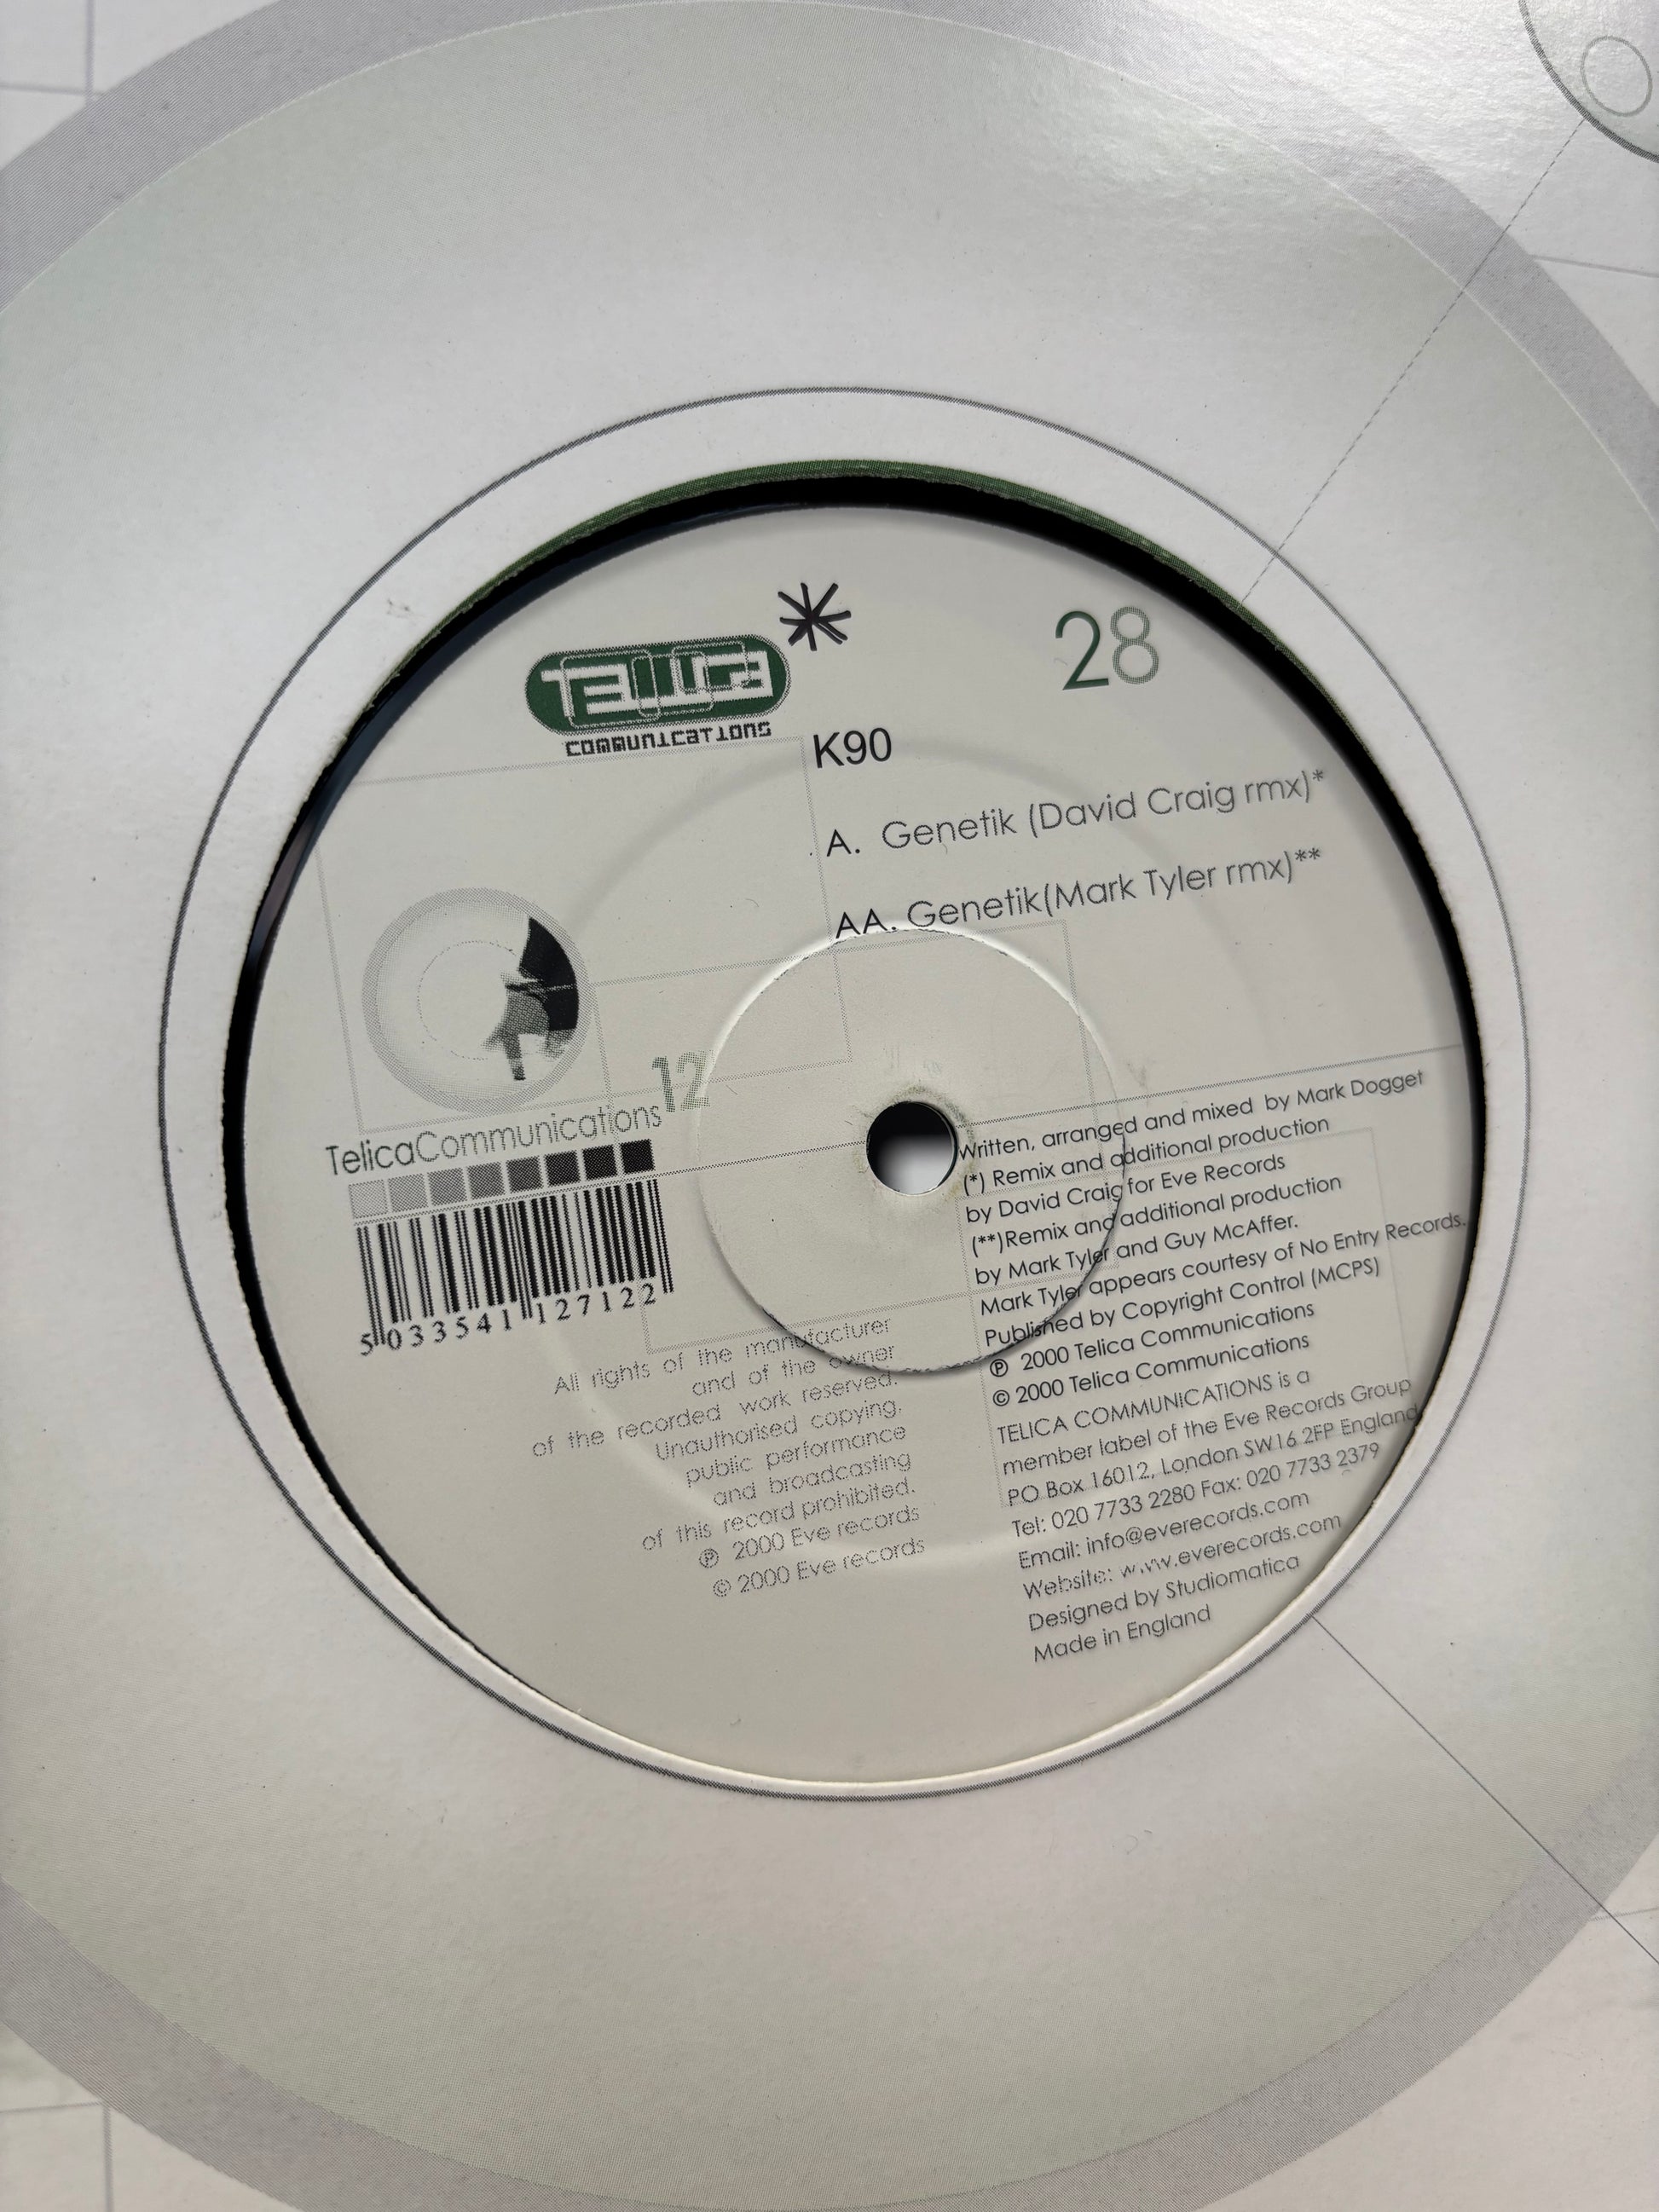 Telica
COMMUNICATIONS
28
K90
A. Genetik (David Craig rmx)*
AA. Genetik(Mark Tyler rmx)**
TelicaCommunications12"
5 033541 127122
All rights of the manufacturer
and of the owner
of the recorded work reserved.
Unauthorised copying,
public performance
and broadcasting
of this record prohibited.
℗ 2000 Eve records
© 2000 Eve records
Written, arranged and mixed by Mark Dogget
(*) Remix and additional production
by David Craig for Eve Records
(**)Remix and additional production
by Mark Tyler and Guy McAffer.
Mark Tyler appears courtesy of No Entry Records.
Published by Copyright Control (MCPS)
℗ 2000 Telica Communications
© 2000 Telica Communications
TELICA COMMUNICATIONS is a
member label of the Eve Records Group
PO Box 16012, London SW16 2FP England
Tel: 020 7733 2280 Fax: 020 7733 2379
Email: info@everecords.com
Website: www.everecords.com
Designed by Studiomatica
Made in England